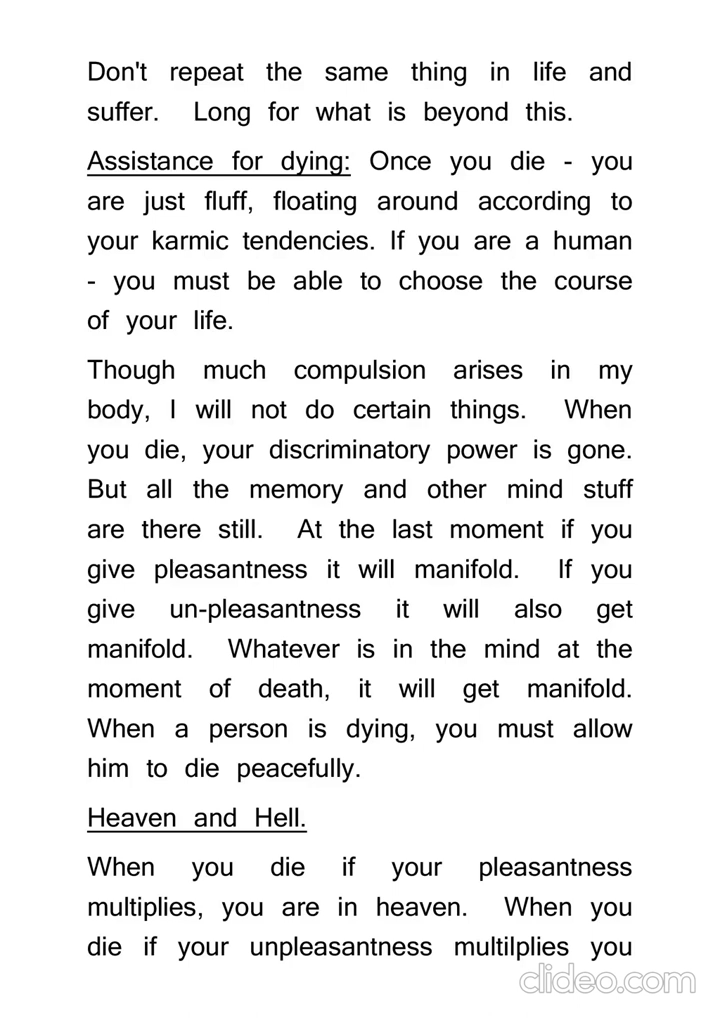 Don't repeat the same thing in life and
suffer. Long for what is beyond this.
Assistance for dying: Once you die - you
are just fluff, floating around according to
your karmic tendencies. If you are a human
- you must be able to choose the course
of your life.
Though much compulsion arises in my
body, I will not do certain things. When
you die, your discriminatory power is gone.
But all the memory and other mind stuff
are there still. At the last moment if you
give pleasantness it will manifold. If you
give un-pleasantness it will also get
manifold. Whatever is in the mind at the
moment of death, it will get manifold.
When a person is dying, you must allow
him to die peacefully.
Heaven and Hell.
When you die if your pleasantness
multiplies, you are in heaven. When you
die if your unpleasantness multilplies you
clideo.com